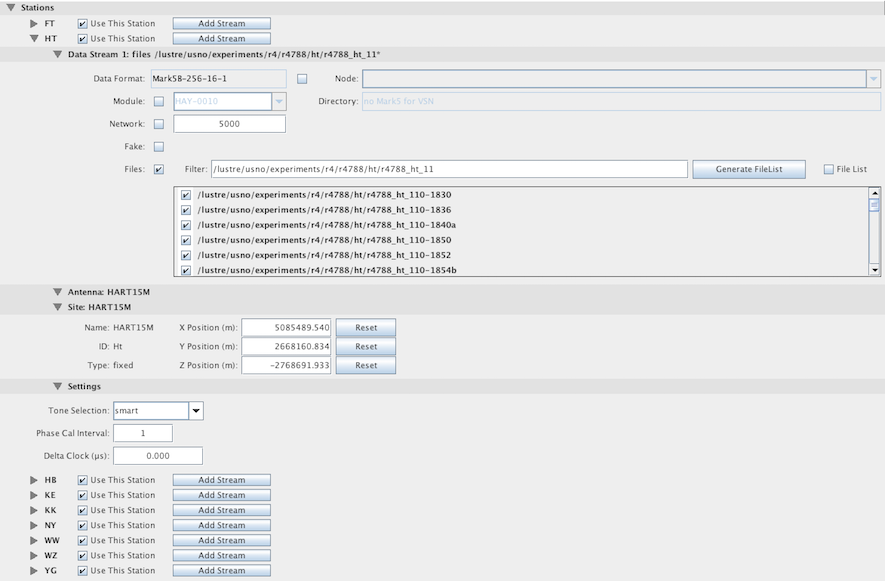 Stations
FT Use This Station Add Stream
HT Use This Station Add Stream
Data Stream 1: files /lustre/usno/experiments/r4/r4788/ht/r4788_ht_11*
Data Format: Mark5B-256-16-1 Node:
Module: HAY-0010 Directory: no Mark5 for VSN
Network: 5000
Fake:
Files: Filter: /lustre/usno/experiments/r4/r4788/ht/r4788_ht_11 Generate FileList File List
/lustre/usno/experiments/r4/r4788/ht/r4788_ht_110-1830
/lustre/usno/experiments/r4/r4788/ht/r4788_ht_110-1836
/lustre/usno/experiments/r4/r4788/ht/r4788_ht_110-1840a
/lustre/usno/experiments/r4/r4788/ht/r4788_ht_110-1850
/lustre/usno/experiments/r4/r4788/ht/r4788_ht_110-1852
/lustre/usno/experiments/r4/r4788/ht/r4788_ht_110-1854b
Antenna: HART15M
Site: HART15M
Name: HART15M X Position (m): 5085489.540 Reset
ID: Ht Y Position (m): 2668160.834 Reset
Type: fixed Z Position (m): -2768691.933 Reset
Settings
Tone Selection: smart
Phase Cal Interval: 1
Delta Clock (µs): 0.000
HB Use This Station Add Stream
KE Use This Station Add Stream
KK Use This Station Add Stream
NY Use This Station Add Stream
WW Use This Station Add Stream
WZ Use This Station Add Stream
YG Use This Station Add Stream